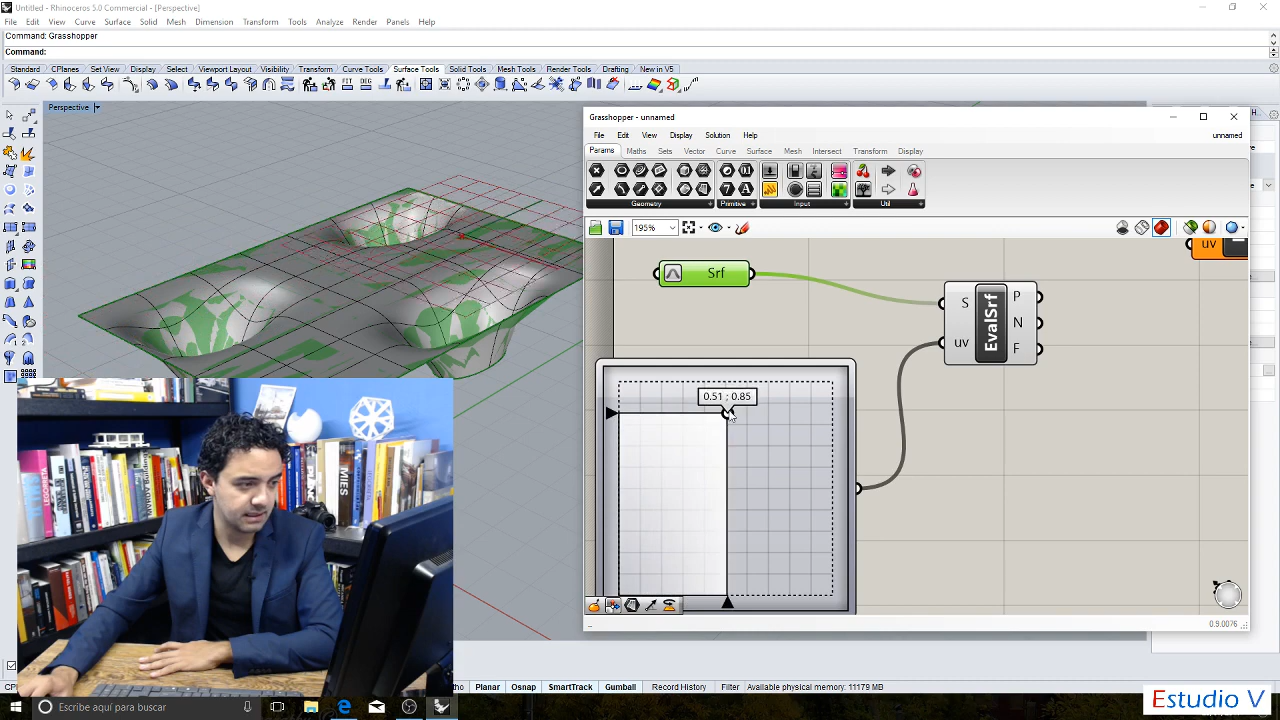 Untitled - Rhinoceros 5.0 Commercial - [Perspective]
File Edit View Curve Surface Solid Mesh Dimension Transform Tools Analyze Render Panels Help
Command: Grasshopper
Command:
Standard CPlanes Set View Display Select Viewport Layout Visibility Transform Curve Tools Surface Tools Solid Tools Mesh Tools Render Tools Drafting New in V5
Perspective
Grasshopper - unnamed
File Edit View Display Solution Help
unnamed
Params Maths Sets Vector Curve Surface Mesh Intersect Transform Display
Geometry Primitive Input Util
195%
uv
Srf
S
uv
EvalSrf
P
N
F
0.51 ; 0.85
0.9.0076
MIES
Planar Osnap SmartTrack Gumball Record History Filter Available physical memory: 11179 MB
Escribe aquí para buscar
Estudio V